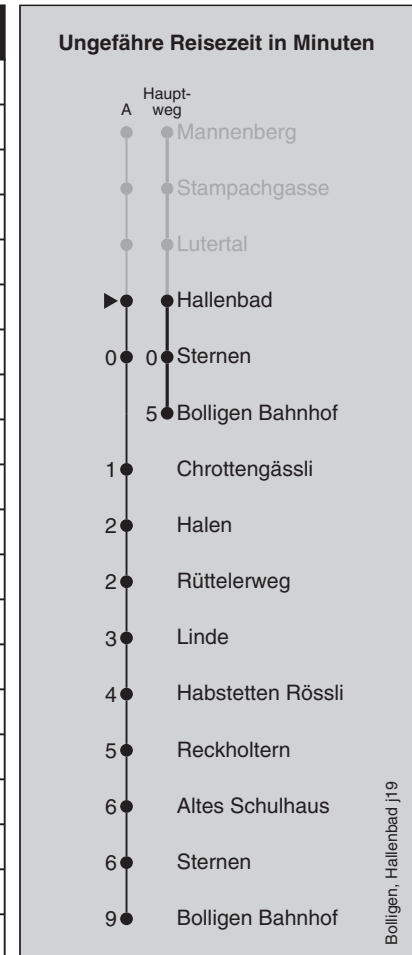 Ungefähre Reisezeit in Minuten
Haupt-
A weg
Mannenberg
Stampachgasse
Lutertal
Hallenbad
0 0 Sternen
5 Bolligen Bahnhof
1 Chrottengässli
2 Halen
2 Rüttelerweg
3 Linde
4 Habstetten Rössli
5 Reckholtern
6 Altes Schulhaus
6 Sternen
9 Bolligen Bahnhof
Bolligen, Hallenbad j19